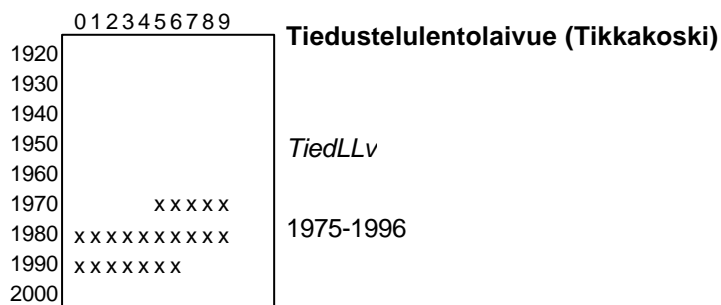 0123456789
Tiedustelulentolaivue (Tikkakoski)
1920
1930
1940
1950
TiedLLv
1960
1970 xxxxx
1980 xxxxxxxxxx
1975-1996
1990 xxxxxxx
2000